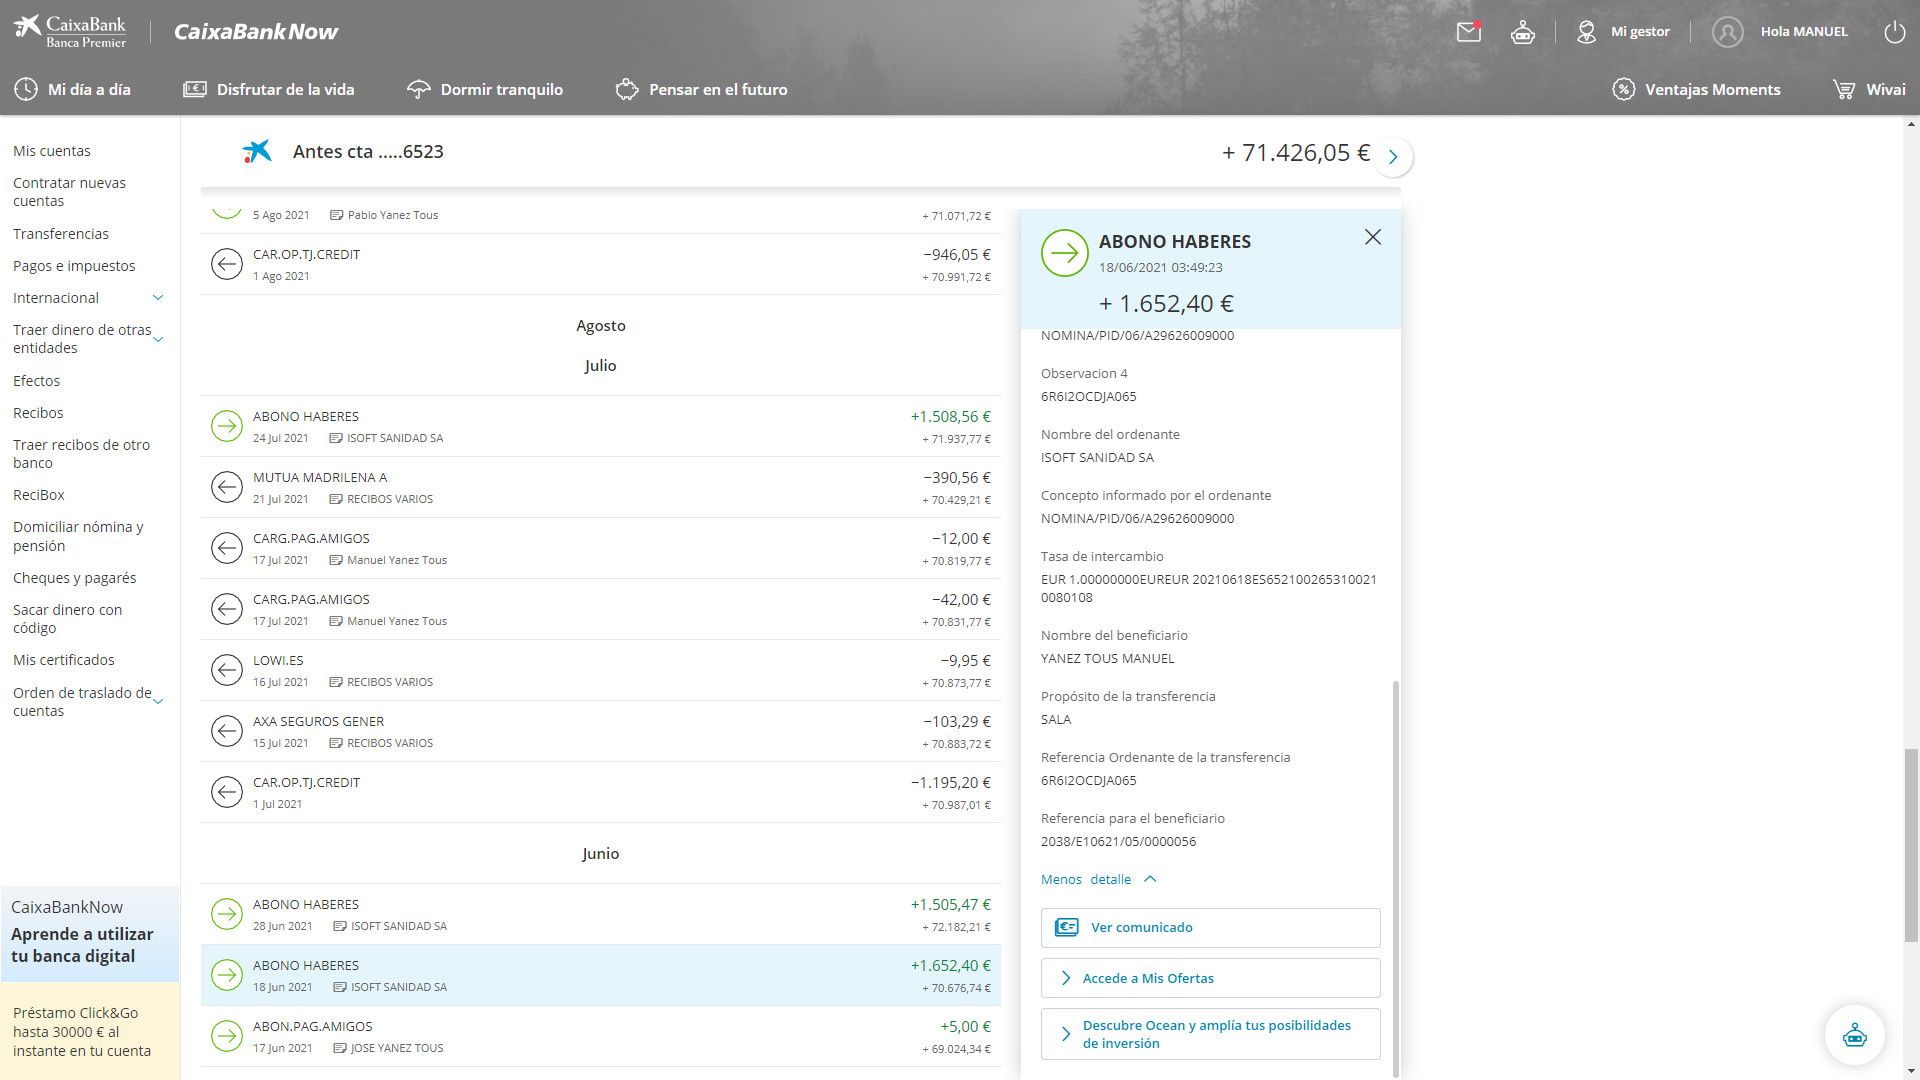 CaixaBank
Banca Premier
CaixaBankNow
Mi gestor
Hola MANUEL
Mi día a día
Disfrutar de la vida
Dormir tranquilo
Pensar en el futuro
Ventajas Moments
Wivai
Mis cuentas
Contratar nuevas
cuentas
Transferencias
Pagos e impuestos
Internacional
Traer dinero de otras
entidades
Efectos
Recibos
Traer recibos de otro
banco
ReciBox
Domiciliar nómina y
pensión
Cheques y pagarés
Sacar dinero con
código
Mis certificados
Orden de traslado de
cuentas
CaixaBankNow
Aprende a utilizar
tu banca digital
Préstamo Click&Go
hasta 30000 € al
instante en tu cuenta
Antes cta .....6523
+ 71.426,05 €
5 Ago 2021 Pablo Yanez Tous + 71.071,72 €
CAR.OP.TJ.CREDIT −946,05 €
1 Ago 2021 + 70.991,72 €
Agosto
Julio
ABONO HABERES +1.508,56 €
24 Jul 2021 ISOFT SANIDAD SA + 71.937,77 €
MUTUA MADRILENA A −390,56 €
21 Jul 2021 RECIBOS VARIOS + 70.429,21 €
CARG.PAG.AMIGOS −12,00 €
17 Jul 2021 Manuel Yanez Tous + 70.819,77 €
CARG.PAG.AMIGOS −42,00 €
17 Jul 2021 Manuel Yanez Tous + 70.831,77 €
LOWI.ES −9,95 €
16 Jul 2021 RECIBOS VARIOS + 70.873,77 €
AXA SEGUROS GENER −103,29 €
15 Jul 2021 RECIBOS VARIOS + 70.883,72 €
CAR.OP.TJ.CREDIT −1.195,20 €
1 Jul 2021 + 70.987,01 €
Junio
ABONO HABERES +1.505,47 €
28 Jun 2021 ISOFT SANIDAD SA + 72.182,21 €
ABONO HABERES +1.652,40 €
18 Jun 2021 ISOFT SANIDAD SA + 70.676,74 €
ABON.PAG.AMIGOS +5,00 €
17 Jun 2021 JOSE YANEZ TOUS + 69.024,34 €
ABONO HABERES
18/06/2021 03:49:23
+ 1.652,40 €
NOMINA/PID/06/A29626009000
Observacion 4
6R6I2OCDJA065
Nombre del ordenante
ISOFT SANIDAD SA
Concepto informado por el ordenante
NOMINA/PID/06/A29626009000
Tasa de intercambio
EUR 1.00000000EUREUR 20210618ES652100265310021
0080108
Nombre del beneficiario
YANEZ TOUS MANUEL
Propósito de la transferencia
SALA
Referencia Ordenante de la transferencia
6R6I2OCDJA065
Referencia para el beneficiario
2038/E10621/05/0000056
Menos detalle
Ver comunicado
Accede a Mis Ofertas
Descubre Ocean y amplía tus posibilidades
de inversión